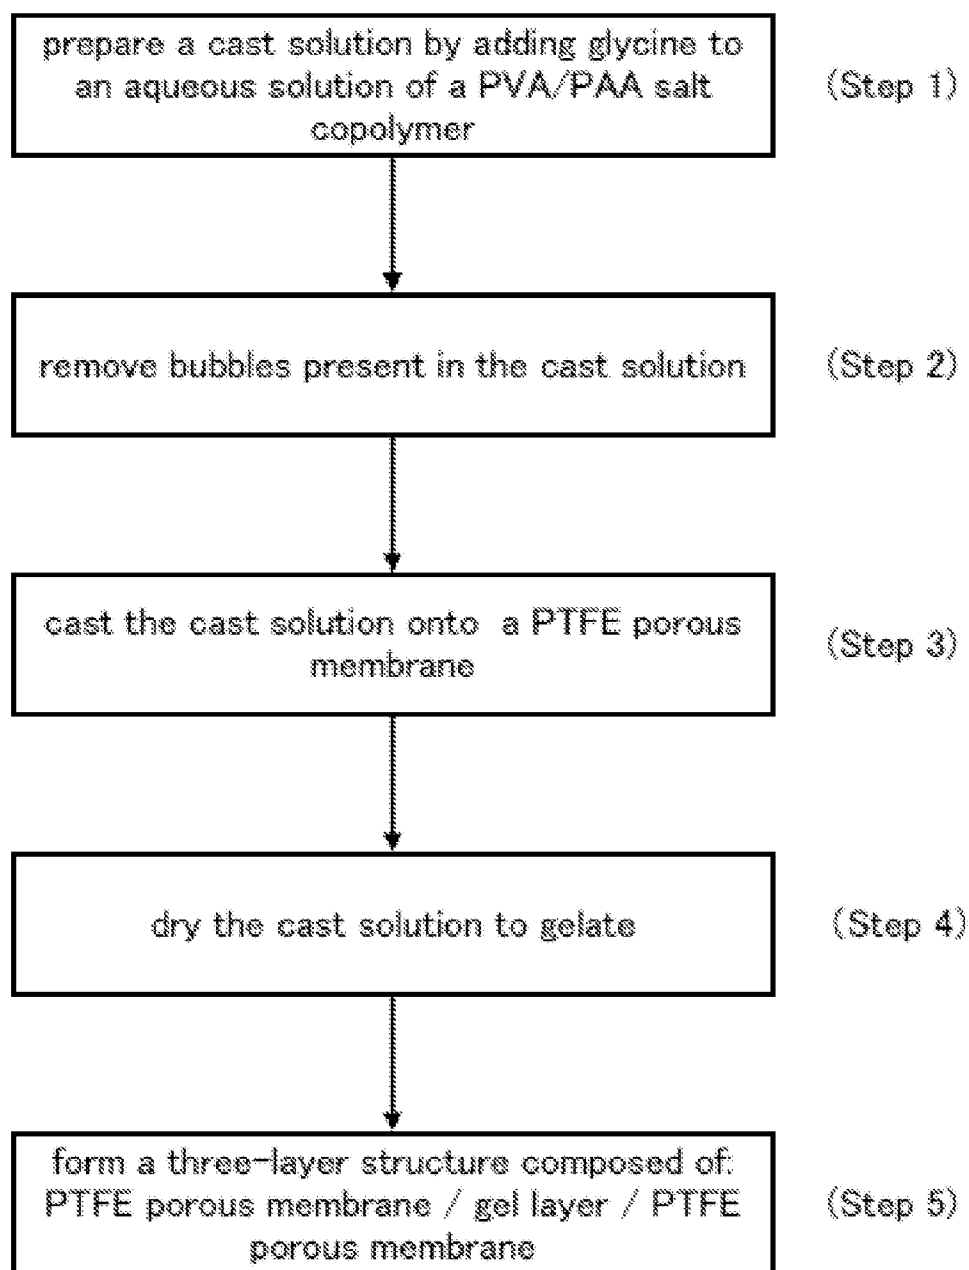 prepare a cast solution by adding glycine to
an aqueous solution of a PVA/PAA salt
copolymer
(Step 1)
remove bubbles present in the cast solution
(Step 2)
cast the cast solution onto a PTFE porous
membrane
(Step 3)
dry the cast solution to gelate
(Step 4)
form a three-layer structure composed of:
PTFE porous membrane / gel layer / PTFE
porous membrane
(Step 5)